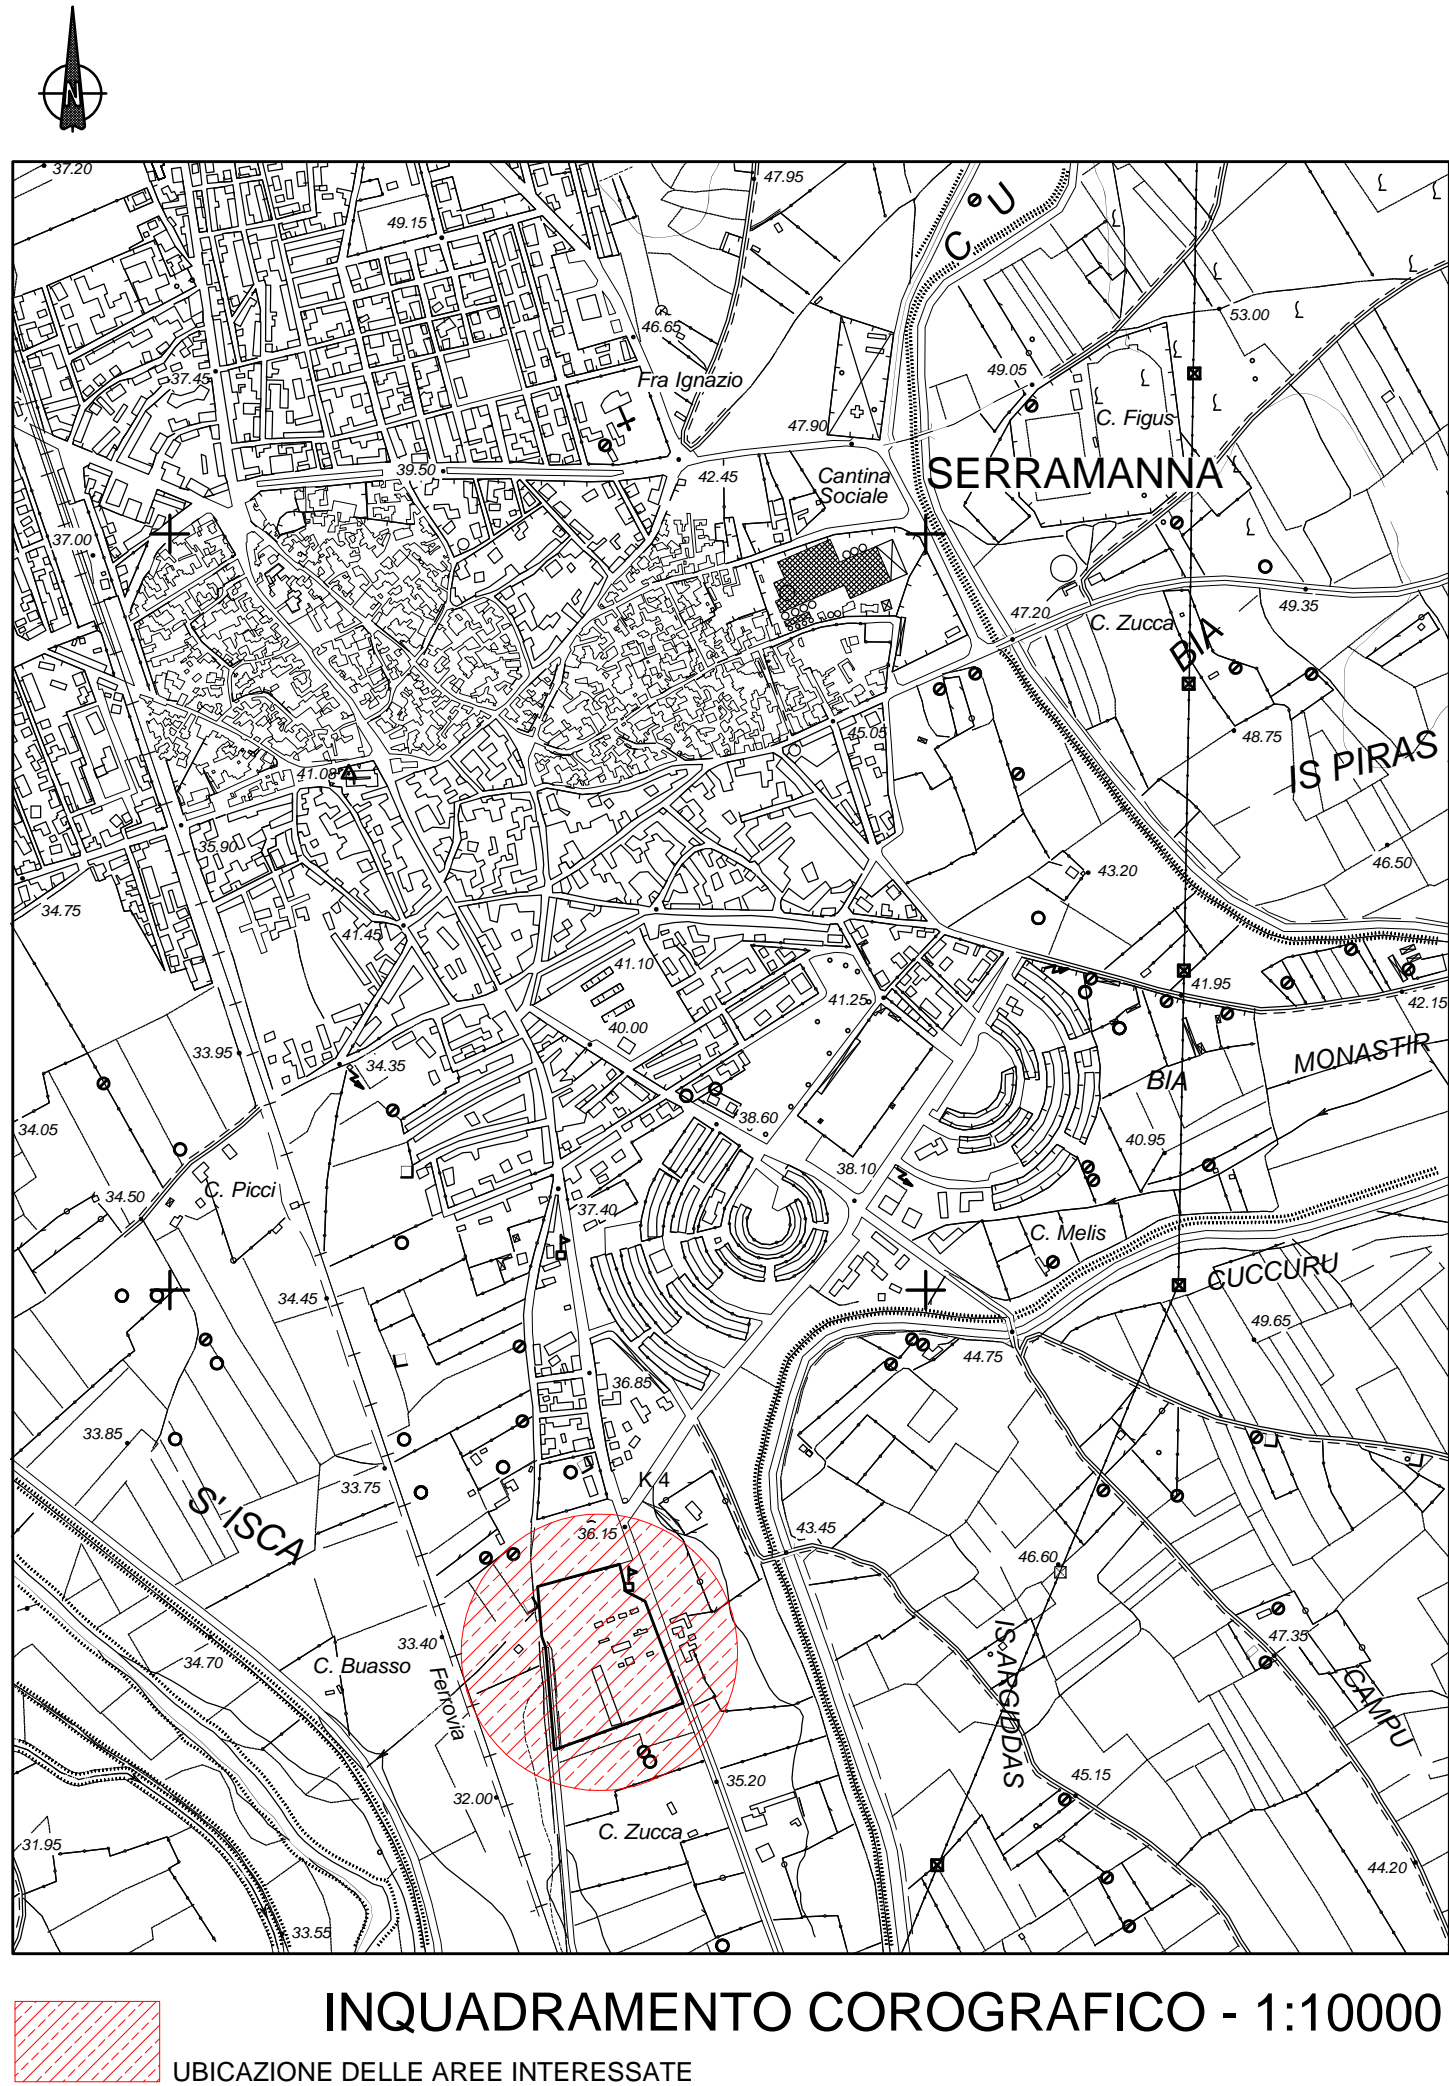 N
37.20
47.95
C U
49.15
53.00
46.65
49.05
37.45
Fra Ignazio
C. Figus
47.90
39.50
42.45
Cantina
Sociale
SERRAMANNA
37.00
47.20
49.35
C. Zucca
BIA
45.05
48.75
IS PIRAS
41.08
35.90
46.50
43.20
34.75
41.45
41.10
41.25
41.95
42.15
40.00
33.95
34.35
MONASTIR
BIA
34.05
38.60
40.95
38.10
34.50
C. Picci
37.40
C. Melis
CUCCURU
34.45
49.65
44.75
36.85
33.85
33.75
K 4
S' ISCA
36.15
43.45
46.60
IS ARGIDDAS
33.40
47.35
34.70
C. Buasso
Ferrovia
CAMPU
35.20
45.15
32.00
C. Zucca
31.95
44.20
33.55
INQUADRAMENTO COROGRAFICO - 1:10000
UBICAZIONE DELLE AREE INTERESSATE